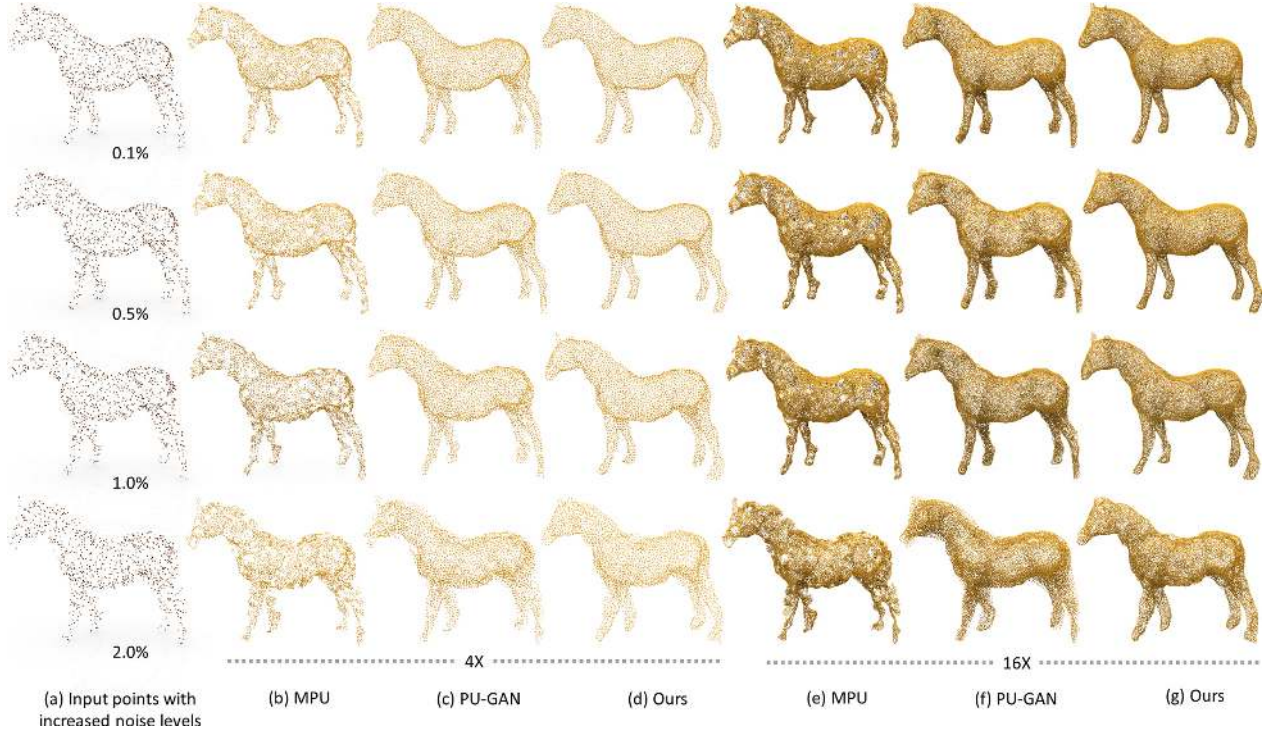 0.1%
0.5%
1.0%
2.0%
4X
16X
(a) Input points with
increased noise levels
(b) MPU
(c) PU-GAN
(d) Ours
(e) MPU
(f) PU-GAN
(g) Ours